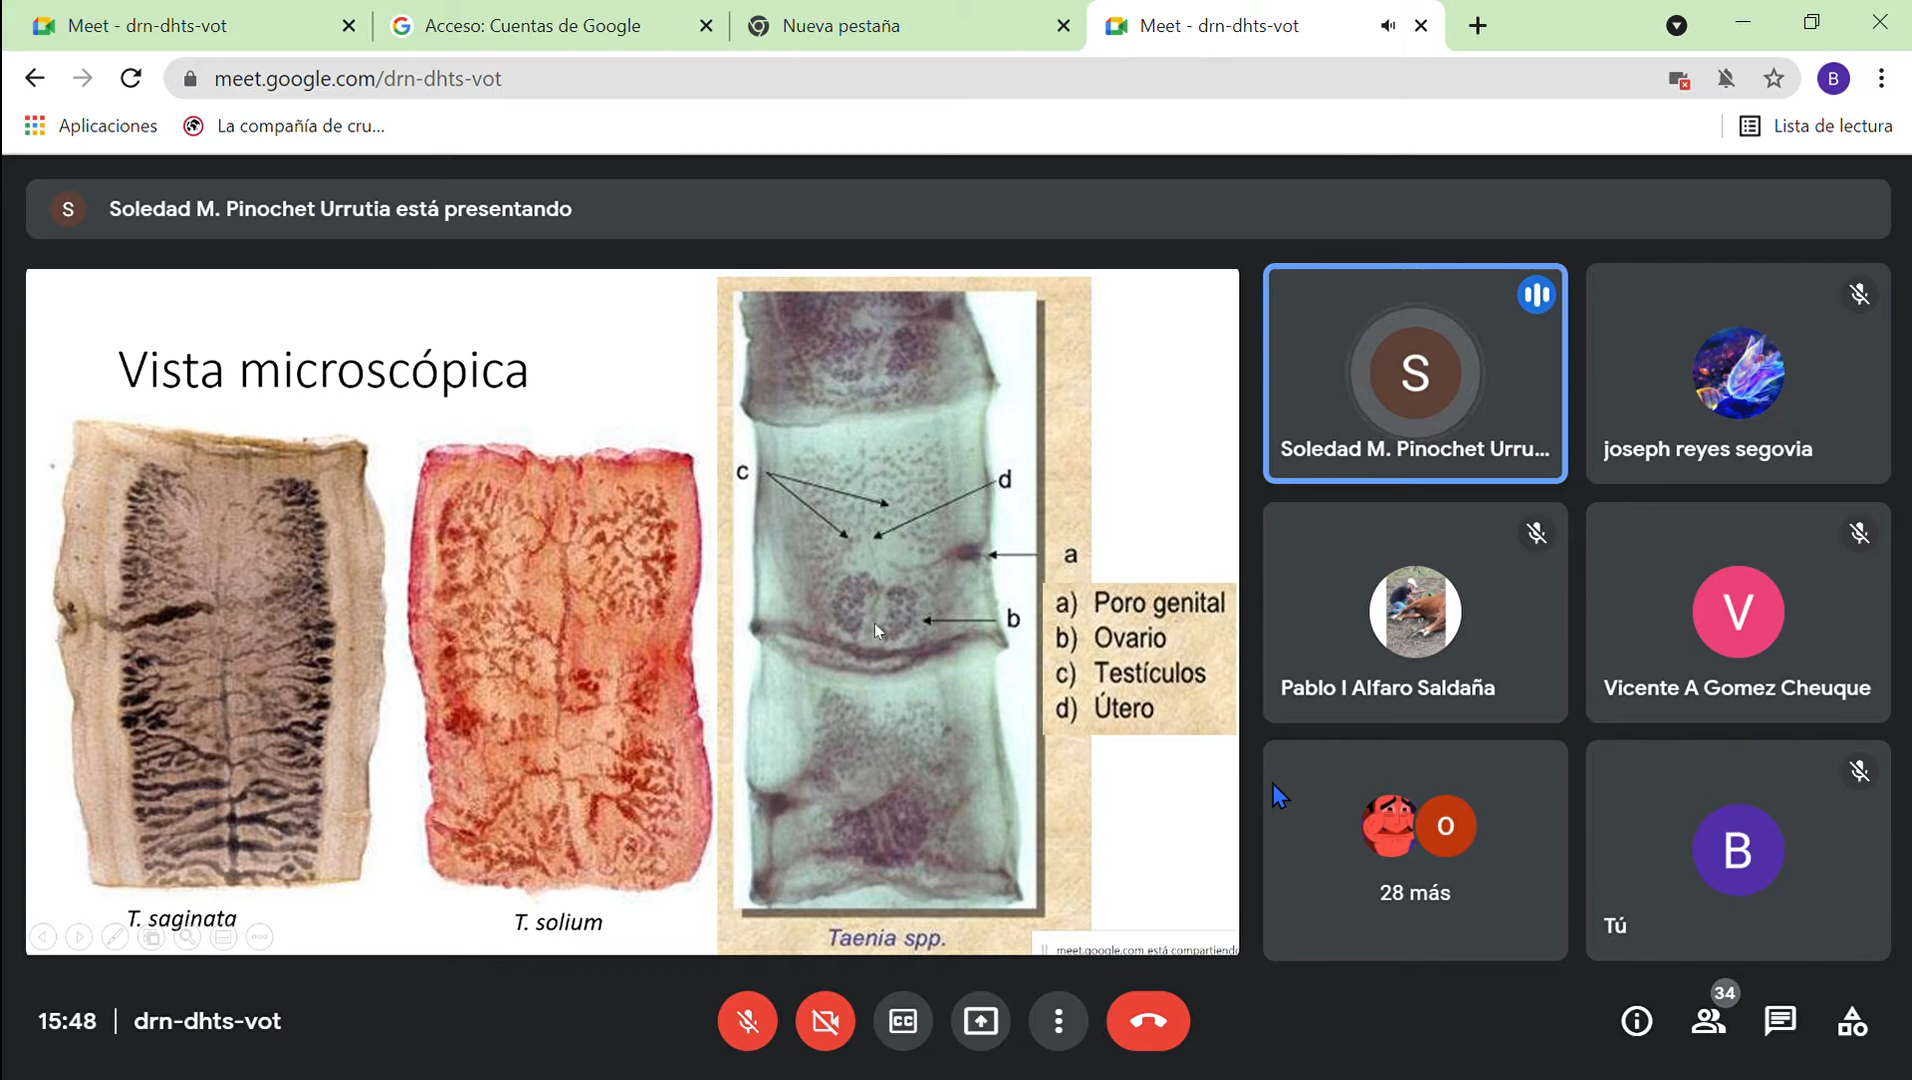 Meet - drn-dhts-vot
Acceso: Cuentas de Google
Nueva pestaña
Meet - drn-dhts-vot
meet.google.com/drn-dhts-vot
B
Aplicaciones
La compañía de cru...
Lista de lectura
S
Soledad M. Pinochet Urrutia está presentando
Vista microscópica
c
d
a
b
a) Poro genital
b) Ovario
c) Testículos
d) Útero
T. saginata
T. solium
Taenia spp.
meet.google.com está compartiendo
S
Soledad M. Pinochet Urru...
joseph reyes segovia
Pablo I Alfaro Saldaña
V
Vicente A Gomez Cheuque
O
28 más
B
Tú
15:48 | drn-dhts-vot
CC
34